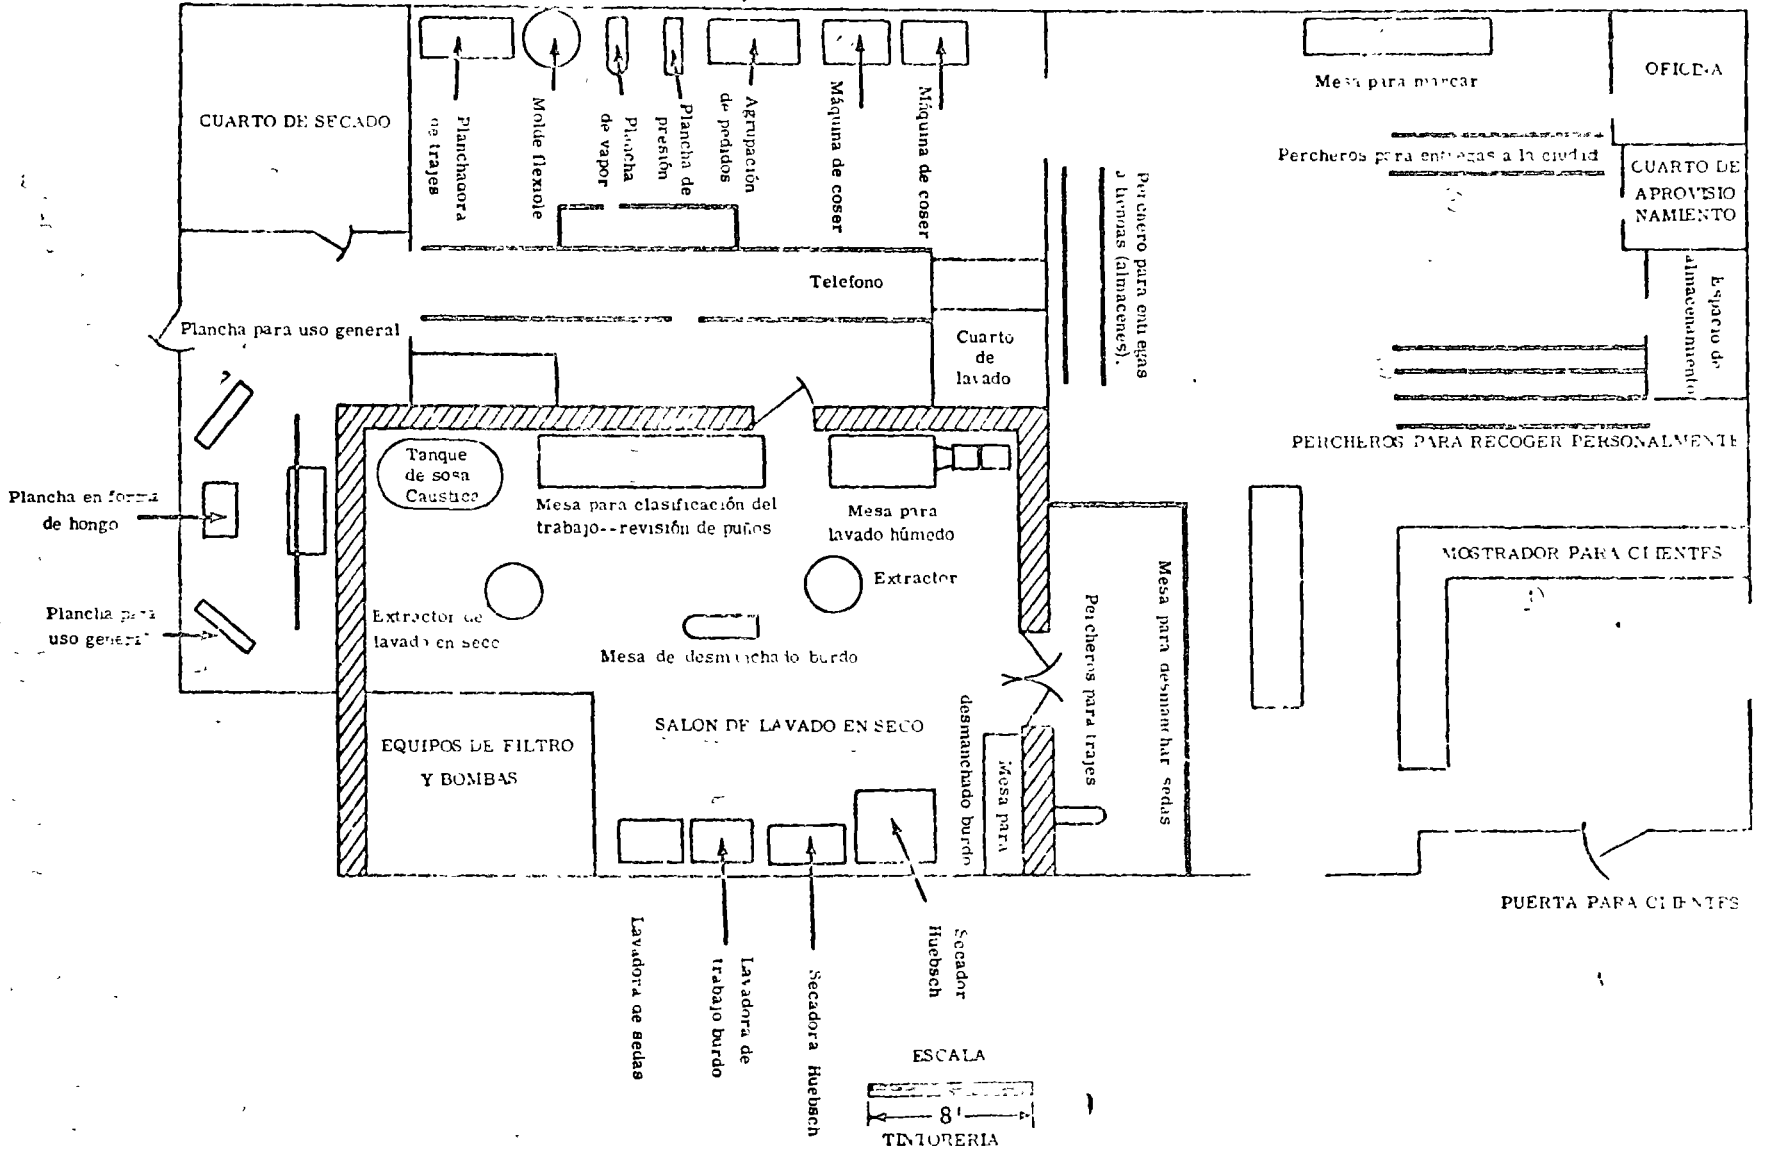 CUARTO DE SECADO
Planchadora
de trajes
Molde flexible
Plancha
de vapor
Plancha de
presión
Agrupación
de pedidos
Máquina de coser
Máquina de coser
Mesa para marcar
OFICINA
Percheros para entregas a la ciudad
CUARTO DE
APROVISIO
NAMIENTO
Perchero para entregas
a tiendas (almacenes).
Espacio de
almacenamiento
Telefono
Plancha para uso general
Cuarto
de
lavado
PERCHEROS PARA RECOGER PERSONALMENTE
Tanque
de sosa
Caustica
Mesa para clasificación del
trabajo--revisión de puños
Mesa para
lavado húmedo
Plancha en forma
de hongo
Extractor
MOSTRADOR PARA CLIENTES
Plancha para
uso general
Extractor de
lavado en seco
Mesa de desmanchado burdo
Percheros para trajes
Mesa para desmanchar sedas
SALON DE LAVADO EN SECO
EQUIPOS DE FILTRO
Y BOMBAS
Mesa para
desmanchado burdo
PUERTA PARA CLIENTES
Lavadora de sedas
Lavadora de
trabajo burdo
Secadora Huebsch
Secador
Huebsch
ESCALA
8'
TINTORERIA